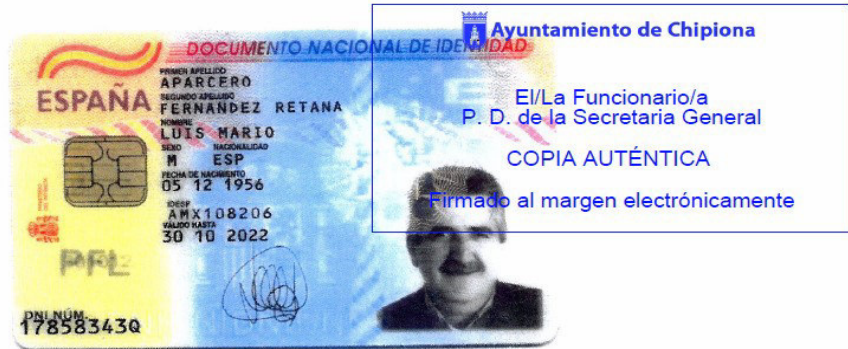 DOCUMENTO NACIONAL DE IDENTIDAD
ESPAÑA
PRIMER APELLIDO
APARCERO
SEGUNDO APELLIDO
FERNANDEZ RETANA
NOMBRE
LUIS MARIO
SEXO NACIONALIDAD
M ESP
FECHA DE NACIMIENTO
05 12 1956
IDESP
AMX108206
VÁLIDO HASTA
30 10 2022
PFL
DNI NÚM.
17858343Q
Ayuntamiento de Chipiona
El/La Funcionario/a
P. D. de la Secretaria General
COPIA AUTÉNTICA
Firmado al margen electrónicamente